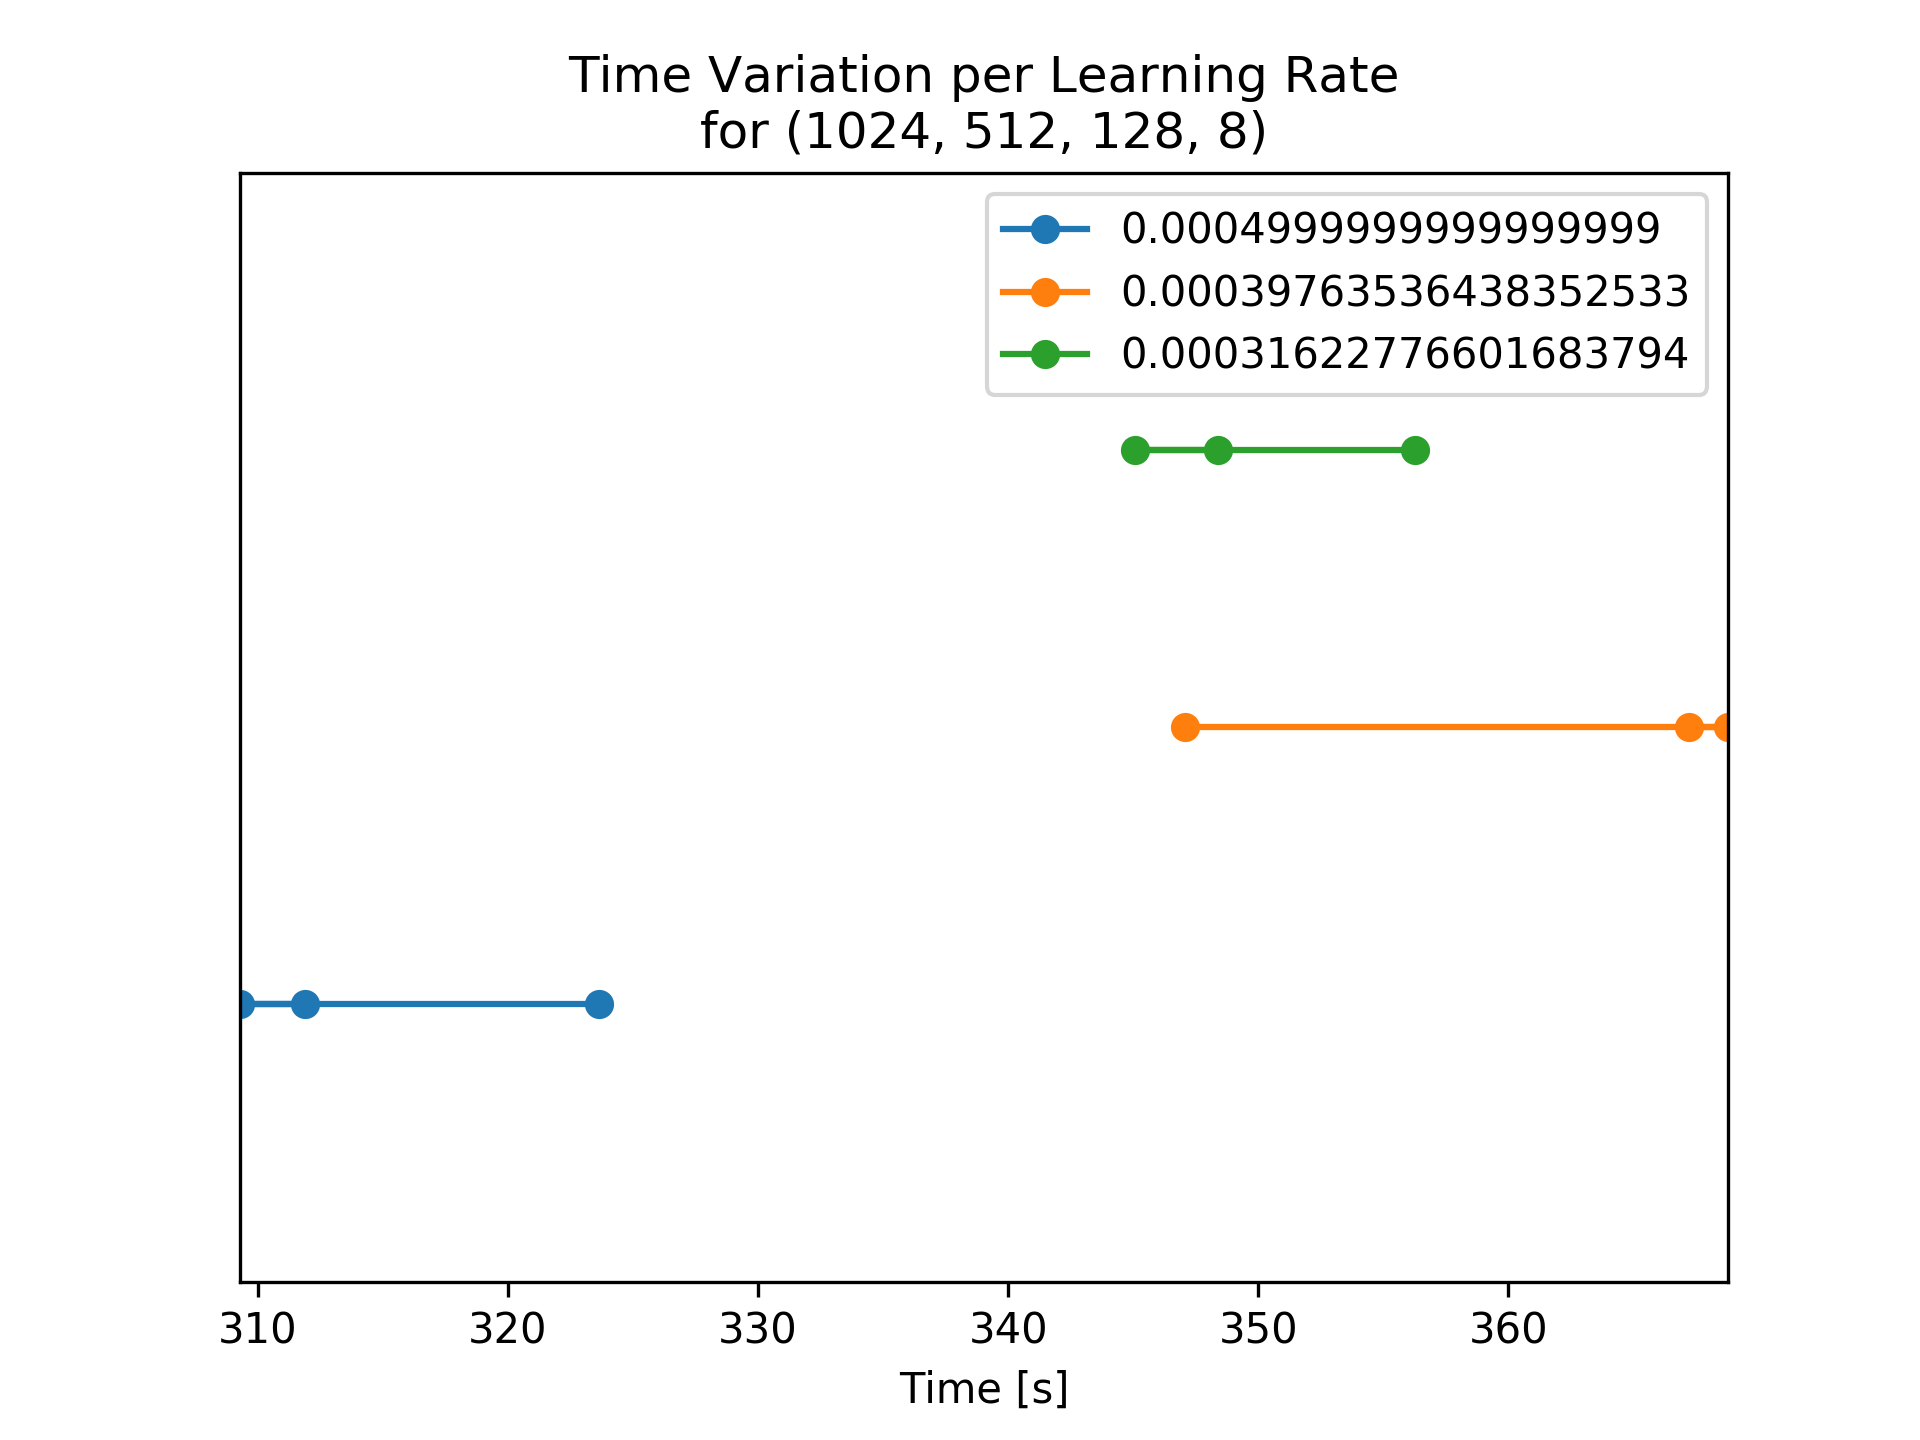 Time Variation per Learning Rate
for (1024, 512, 128, 8)
0.0004999999999999999
0.00039763536438352533
0.00031622776601683794
310 320 330 340 350 360
Time [s]